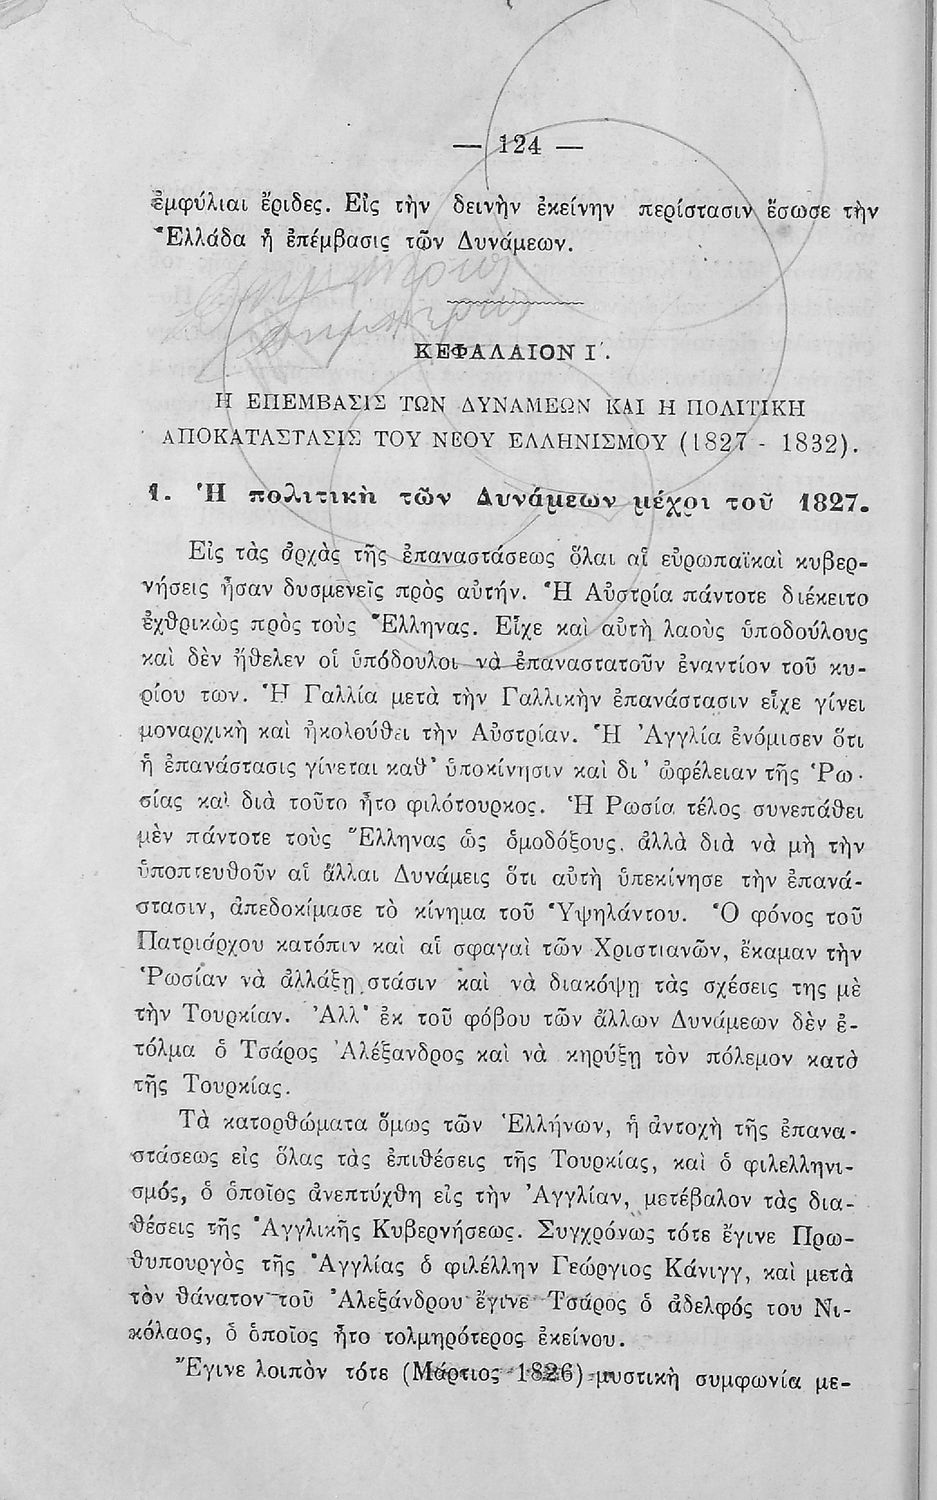 — 124 —
ἐμφύλιαι ἔριδες. Εἰς τὴν δεινὴν ἐκείνην περίστασιν ἔσωσε τὴν
Ἑλλάδα ἡ ἐπέμβασις τῶν Δυνάμεων.
ΚΕΦΑΛΑΙΟΝ Ι΄.
Η ΕΠΕΜΒΑΣΙΣ ΤΩΝ ΔΥΝΑΜΕΩΝ ΚΑΙ Η ΠΟΛΙΤΙΚΗ
ΑΠΟΚΑΤΑΣΤΑΣΙΣ ΤΟΥ ΝΕΟΥ ΕΛΛΗΝΙΣΜΟΥ (1827 - 1832).
1. Ἡ πολιτικὴ τῶν Δυνάμεων μέχρι τοῦ 1827.
Εἰς τὰς ἀρχὰς τῆς ἐπαναστάσεως ὅλαι αἱ εὐρωπαϊκαὶ κυβερ-
νήσεις ἦσαν δυσμενεῖς πρὸς αὐτήν. Ἡ Αὐστρία πάντοτε διέκειτο
ἐχθρικῶς πρὸς τοὺς Ἕλληνας. Εἶχε καὶ αὐτὴ λαοὺς ὑποδούλους
καὶ δὲν ἤθελεν οἱ ὑπόδουλοι νὰ ἐπαναστατοῦν ἐναντίον τοῦ κυ-
ρίου των. Ἡ Γαλλία μετὰ τὴν Γαλλικὴν ἐπανάστασιν εἶχε γίνει
μοναρχικὴ καὶ ἠκολούθει τὴν Αὐστρίαν. Ἡ Ἀγγλία ἐνόμισεν ὅτι
ἡ ἐπανάστασις γίνεται καθ’ ὑποκίνησιν καὶ δι’ ὠφέλειαν τῆς Ῥω-
σίας καὶ διὰ τοῦτο ἦτο φιλότουρκος. Ἡ Ρωσία τέλος συνεπάθει
μὲν πάντοτε τοὺς Ἕλληνας ὡς ὁμοδόξους, ἀλλὰ διὰ νὰ μὴ τὴν
ὑποπτευθοῦν αἱ ἄλλαι Δυνάμεις ὅτι αὐτὴ ὑπεκίνησε τὴν ἐπανά-
στασιν, ἀπεδοκίμασε τὸ κίνημα τοῦ Ὑψηλάντου. Ὁ φόνος τοῦ
Πατριάρχου κατόπιν καὶ αἱ σφαγαὶ τῶν Χριστιανῶν, ἔκαμαν τὴν
Ῥωσίαν νὰ ἀλλάξῃ στάσιν καὶ νὰ διακόψῃ τὰς σχέσεις της μὲ
τὴν Τουρκίαν. Ἀλλ’ ἐκ τοῦ φόβου τῶν ἄλλων Δυνάμεων δὲν ἐ-
τόλμα ὁ Τσάρος Ἀλέξανδρος καὶ νὰ κηρύξῃ τὸν πόλεμον κατὰ
τῆς Τουρκίας.
Τὰ κατορθώματα ὅμως τῶν Ἑλλήνων, ἡ ἀντοχὴ τῆς ἐπανα-
στάσεως εἰς ὅλας τὰς ἐπιθέσεις τῆς Τουρκίας, καὶ ὁ φιλελληνι-
σμός, ὁ ὁποῖος ἀνεπτύχθη εἰς τὴν Ἀγγλίαν, μετέβαλον τὰς δια-
θέσεις τῆς Ἀγγλικῆς Κυβερνήσεως. Συγχρόνως τότε ἔγινε Πρω-
θυπουργὸς τῆς Ἀγγλίας ὁ φιλέλλην Γεώργιος Κάνιγγ, καὶ μετὰ
τὸν θάνατον τοῦ Ἀλεξάνδρου ἔγινε Τσάρος ὁ ἀδελφός του Νι-
κόλαος, ὁ ὁποῖος ἦτο τολμηρότερος ἐκείνου.
Ἔγινε λοιπὸν τότε (Μάρτιος 1826) μυστικὴ συμφωνία με-